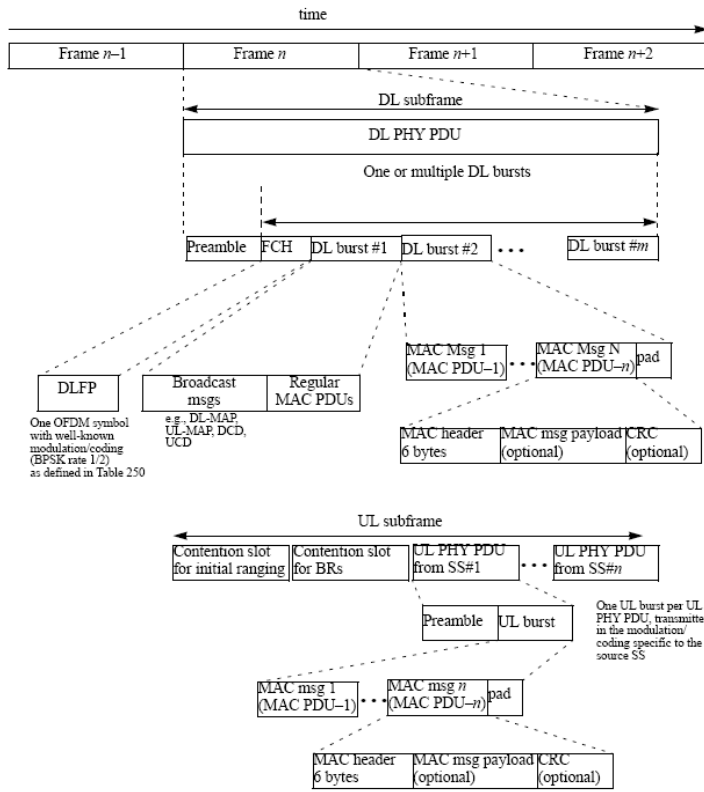 time
Frame n–1
Frame n
Frame n+1
Frame n+2
DL subframe
DL PHY PDU
One or multiple DL bursts
Preamble
FCH
DL burst #1
DL burst #2
•••
DL burst #m
MAC Msg 1
(MAC PDU–1)
•••
MAC Msg N
(MAC PDU–n)
pad
DLFP
Broadcast
msgs
Regular
MAC PDUs
One OFDM symbol
with well-known
modulation/coding
(BPSK rate 1/2)
as defined in Table 250
e.g., DL-MAP,
UL-MAP, DCD,
UCD
MAC header
6 bytes
MAC msg payload
(optional)
CRC
(optional)
UL subframe
Contention slot
for initial ranging
Contention slot
for BRs
UL PHY PDU
from SS#1
•••
UL PHY PDU
from SS#n
Preamble
UL burst
One UL burst per UL
PHY PDU, transmitte
in the modulation/
coding specific to the
source SS
MAC msg 1
(MAC PDU–1)
•••
MAC msg n
(MAC PDU–n)
pad
MAC header
6 bytes
MAC msg payload
(optional)
CRC
(optional)